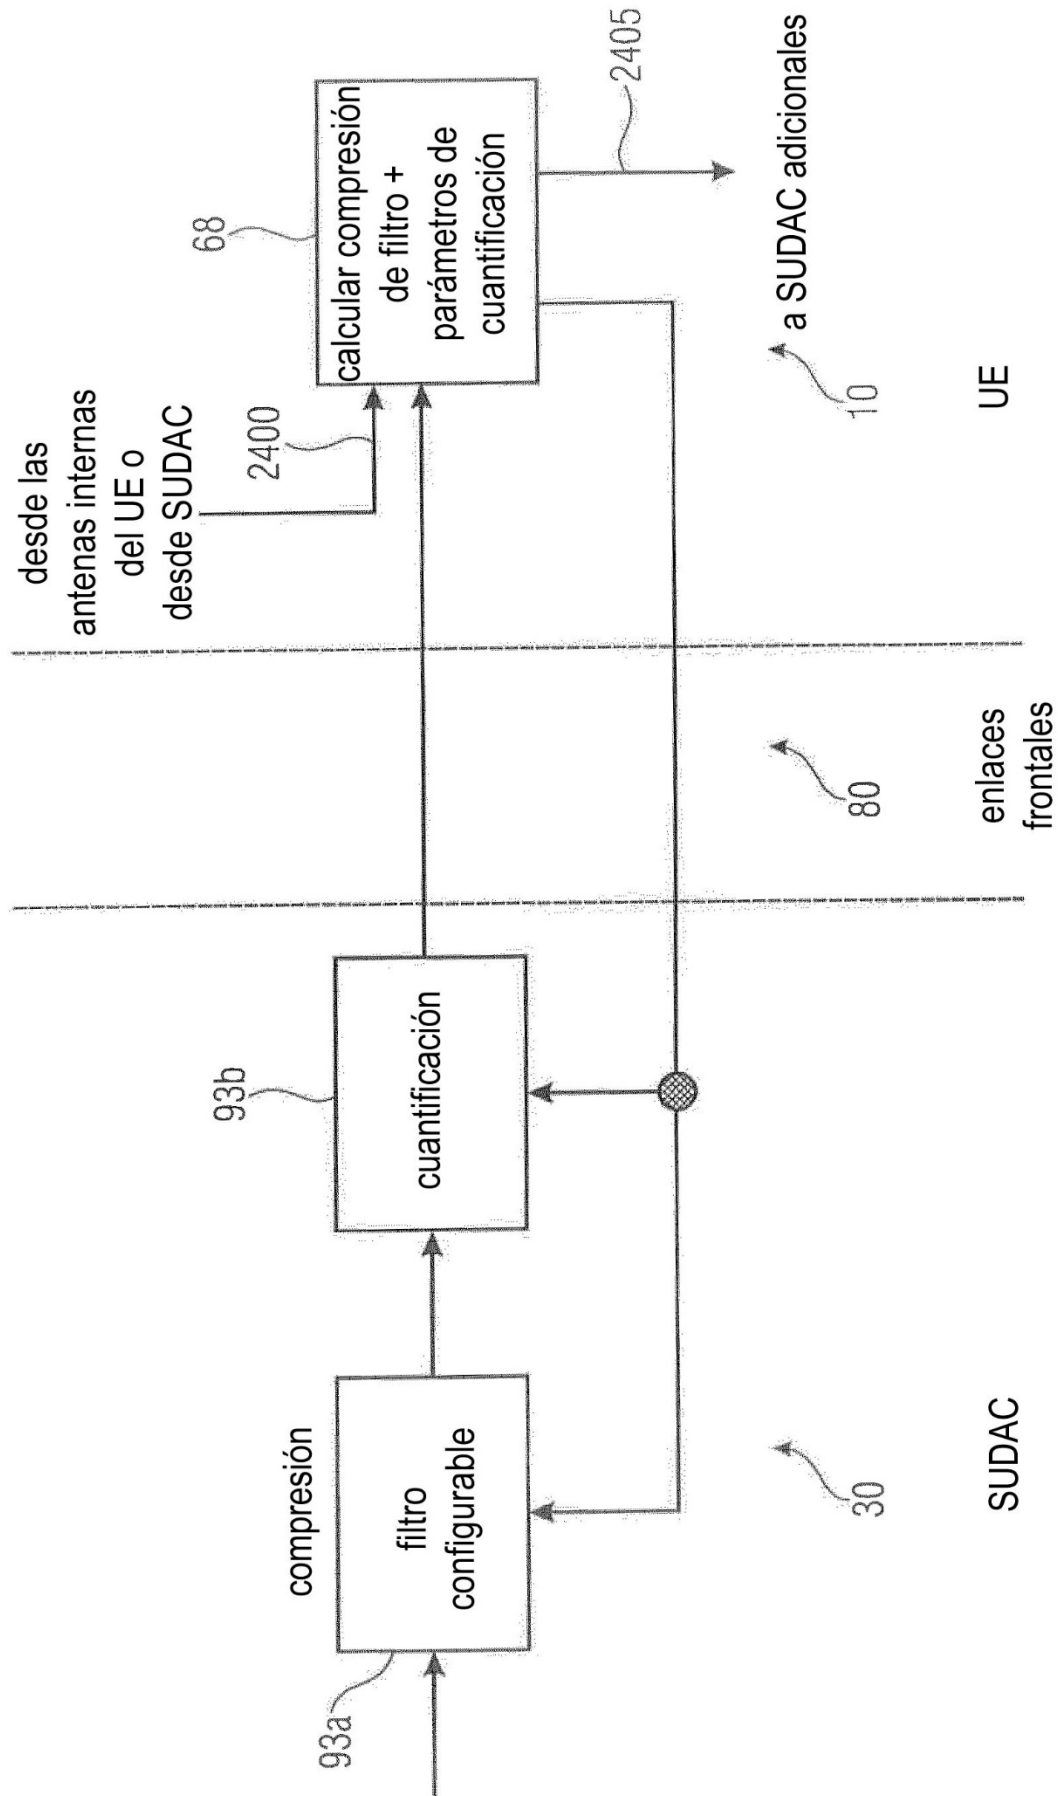 compresión
93a
filtro
configurable
93b
cuantificación
desde las
antenas internas
del UE o
desde SUDAC
2400
68
calcular compresión
de filtro +
parámetros de
cuantificación
2405
a SUDAC adicionales
30
SUDAC
80
enlaces
frontales
10
UE